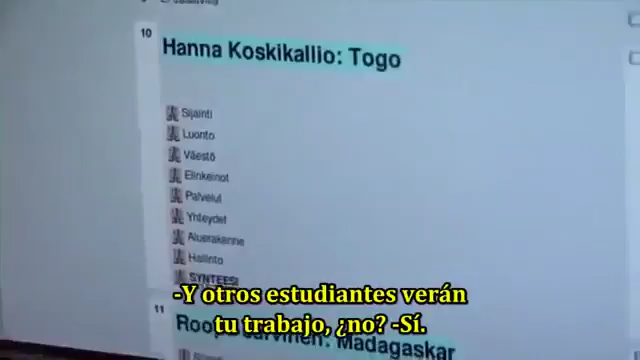 10
Hanna Koskikallio: Togo
Sijainti
Luonto
Väestö
Elinkeinot
Palvelut
Yhteydet
Aluerakenne
Hallinto
SYNTEESI
-Y otros estudiantes verán
tu trabajo, ¿no? -Sí.
11
Madagaskar